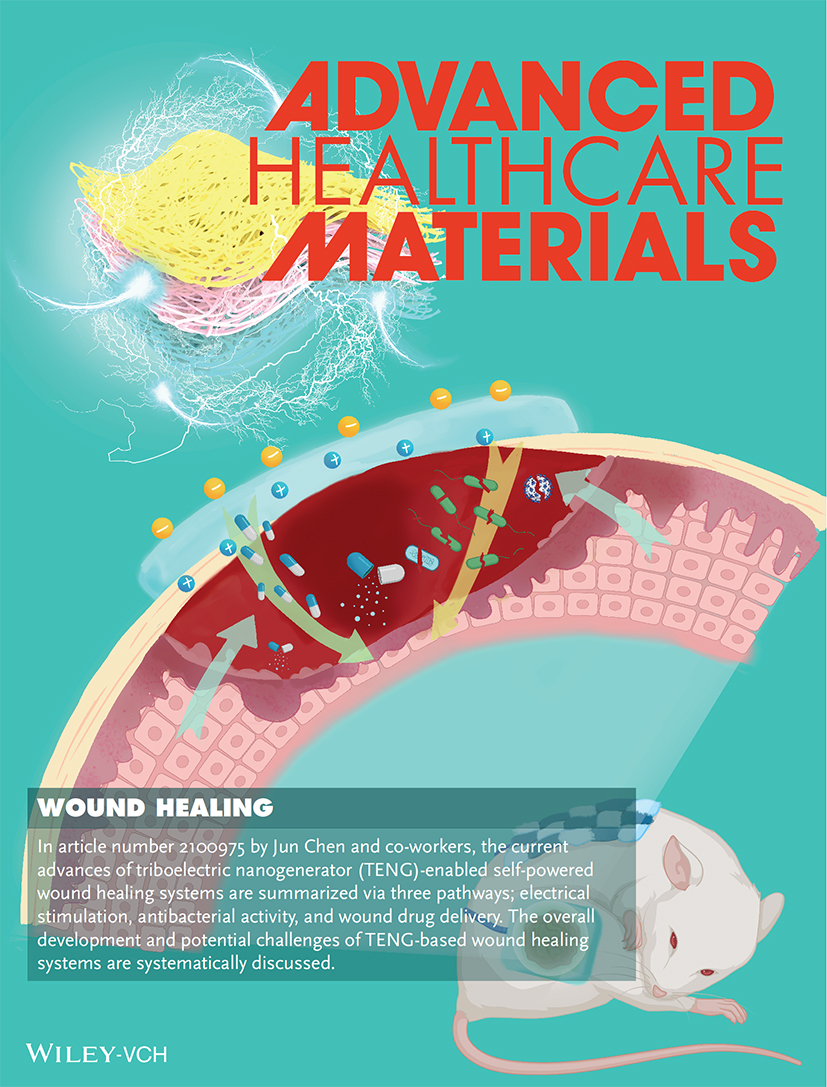 ADVANCED
HEALTHCARE
MATERIALS
− − − − − −
+ + + + + +
WOUND HEALING
In article number 2100975 by Jun Chen and co-workers, the current
advances of triboelectric nanogenerator (TENG)-enabled self-powered
wound healing systems are summarized via three pathways; electrical
stimulation, antibacterial activity, and wound drug delivery. The overall
development and potential challenges of TENG-based wound healing
systems are systematically discussed.
WILEY-VCH